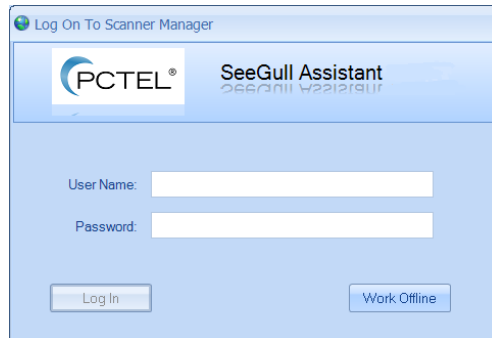 Log On To Scanner Manager
PCTEL®
SeeGull Assistant
User Name:
Password:
Log In
Work Offline